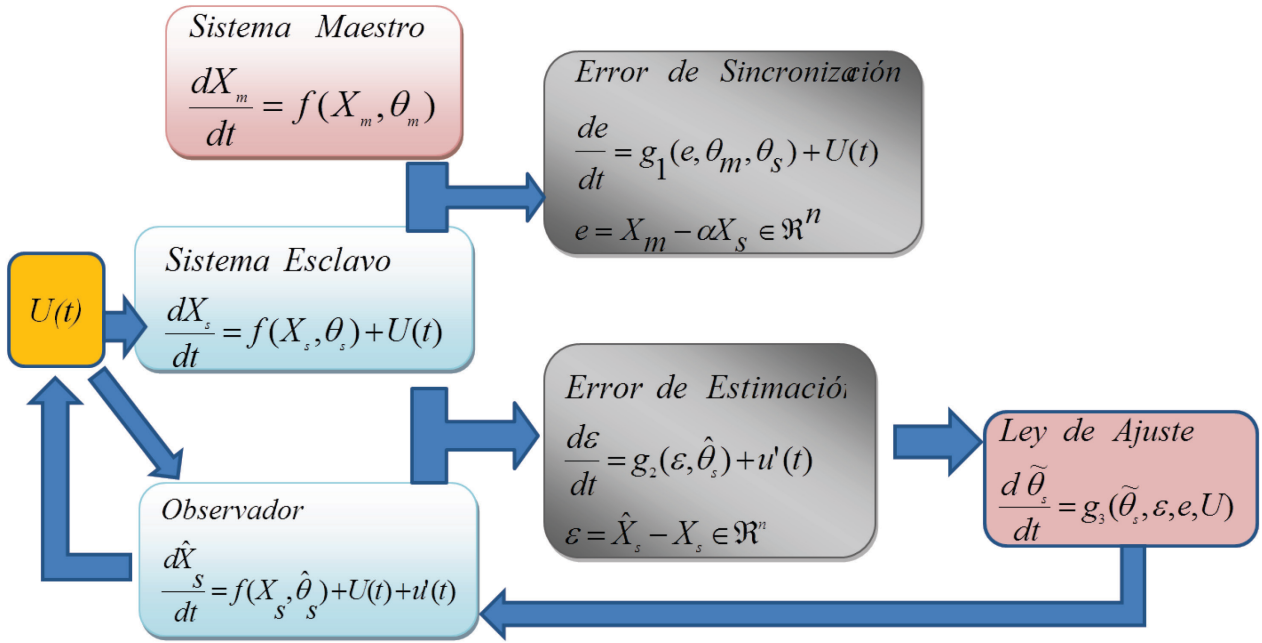 Sistema Maestro
dX_m/dt = f(X_m, θ_m)
Error de Sincronización
de/dt = g_1(e, θ_m, θ_s) + U(t)
e = X_m − αX_s ∈ ℜ^n
U(t)
Sistema Esclavo
dX_s/dt = f(X_s, θ_s) + U(t)
Error de Estimación
dε/dt = g_2(ε, θ̂_s) + u'(t)
ε = X̂_s − X_s ∈ ℜ^n
Ley de Ajuste
d θ̃_s/dt = g_3(θ̃_s, ε, e, U)
Observador
dX̂_s/dt = f(X_s, θ̂_s) + U(t) + u'(t)